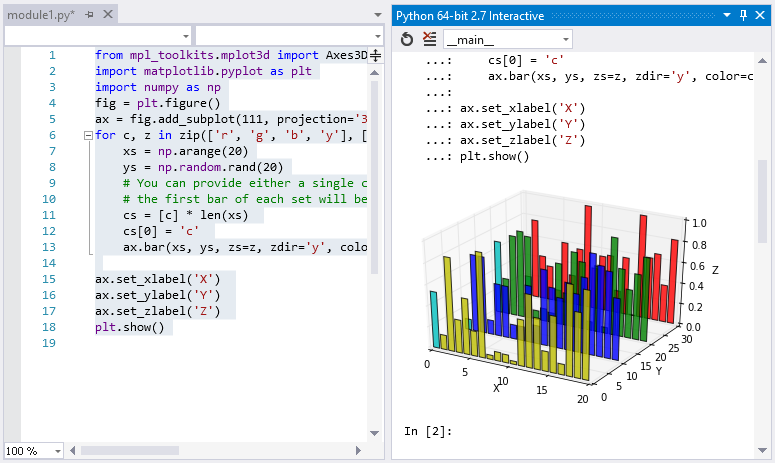 module1.py*
1 from mpl_toolkits.mplot3d import Axes3D
2 import matplotlib.pyplot as plt
3 import numpy as np
4 fig = plt.figure()
5 ax = fig.add_subplot(111, projection='3
6 for c, z in zip(['r', 'g', 'b', 'y'], [
7 xs = np.arange(20)
8 ys = np.random.rand(20)
9 # You can provide either a single c
10 # the first bar of each set will be
11 cs = [c] * len(xs)
12 cs[0] = 'c'
13 ax.bar(xs, ys, zs=z, zdir='y', colo
14
15 ax.set_xlabel('X')
16 ax.set_ylabel('Y')
17 ax.set_zlabel('Z')
18 plt.show()
19
100 %
Python 64-bit 2.7 Interactive
__main__
...: cs[0] = 'c'
...: ax.bar(xs, ys, zs=z, zdir='y', color=c
...:
...: ax.set_xlabel('X')
...: ax.set_ylabel('Y')
...: ax.set_zlabel('Z')
...: plt.show()
1.0
0.8
0.6
0.4
0.2
0.0
Z
0
5
10
15
20
X
0
5
10
15
20
25
30
Y
In [2]: